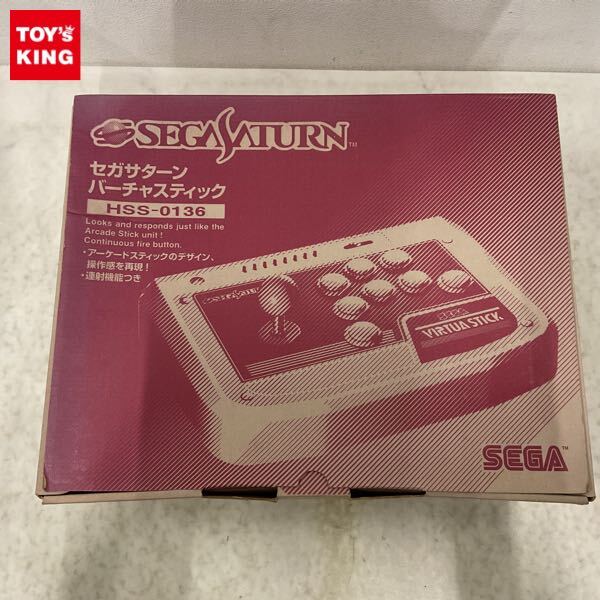 TOY's
KING
SEGA SATURN TM
セガサターン
バーチャスティック
HSS-0136
Looks and responds just like the
Arcade Stick unit!
Continuous fire button.
・アーケードスティックのデザイン、
操作感を再現!
・連射機能つき
SEGA SATURN
SEGA
VIRTUA STICK
SEGA TM